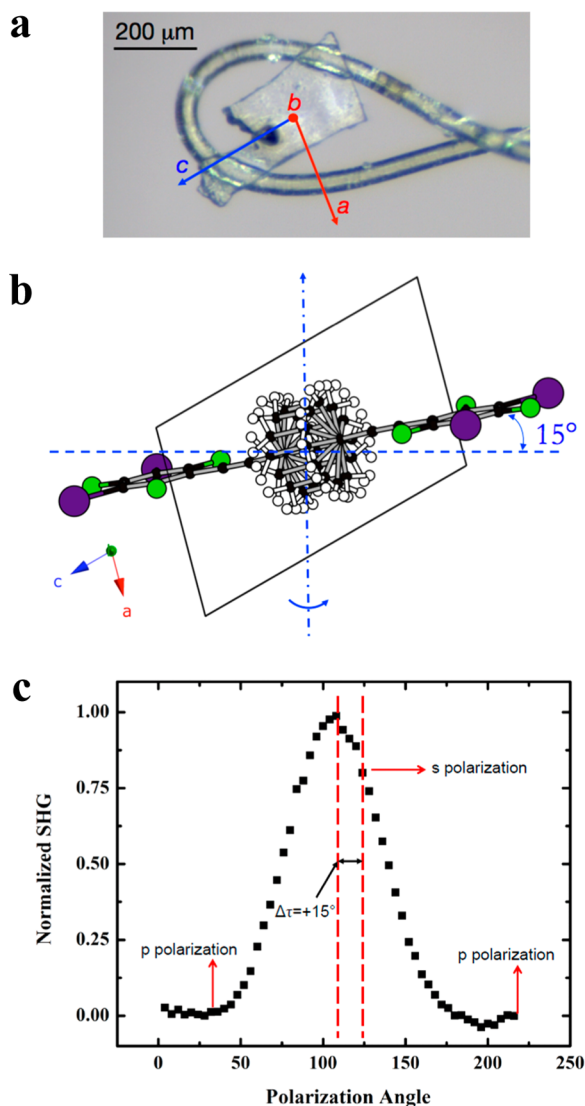 a
200 μm
b
c
a
b
15°
c
a
c
1.00
0.75
0.50
0.25
0.00
Normalized SHG
s polarization
Δτ=+15°
p polarization
p polarization
0
50
100
150
200
250
Polarization Angle